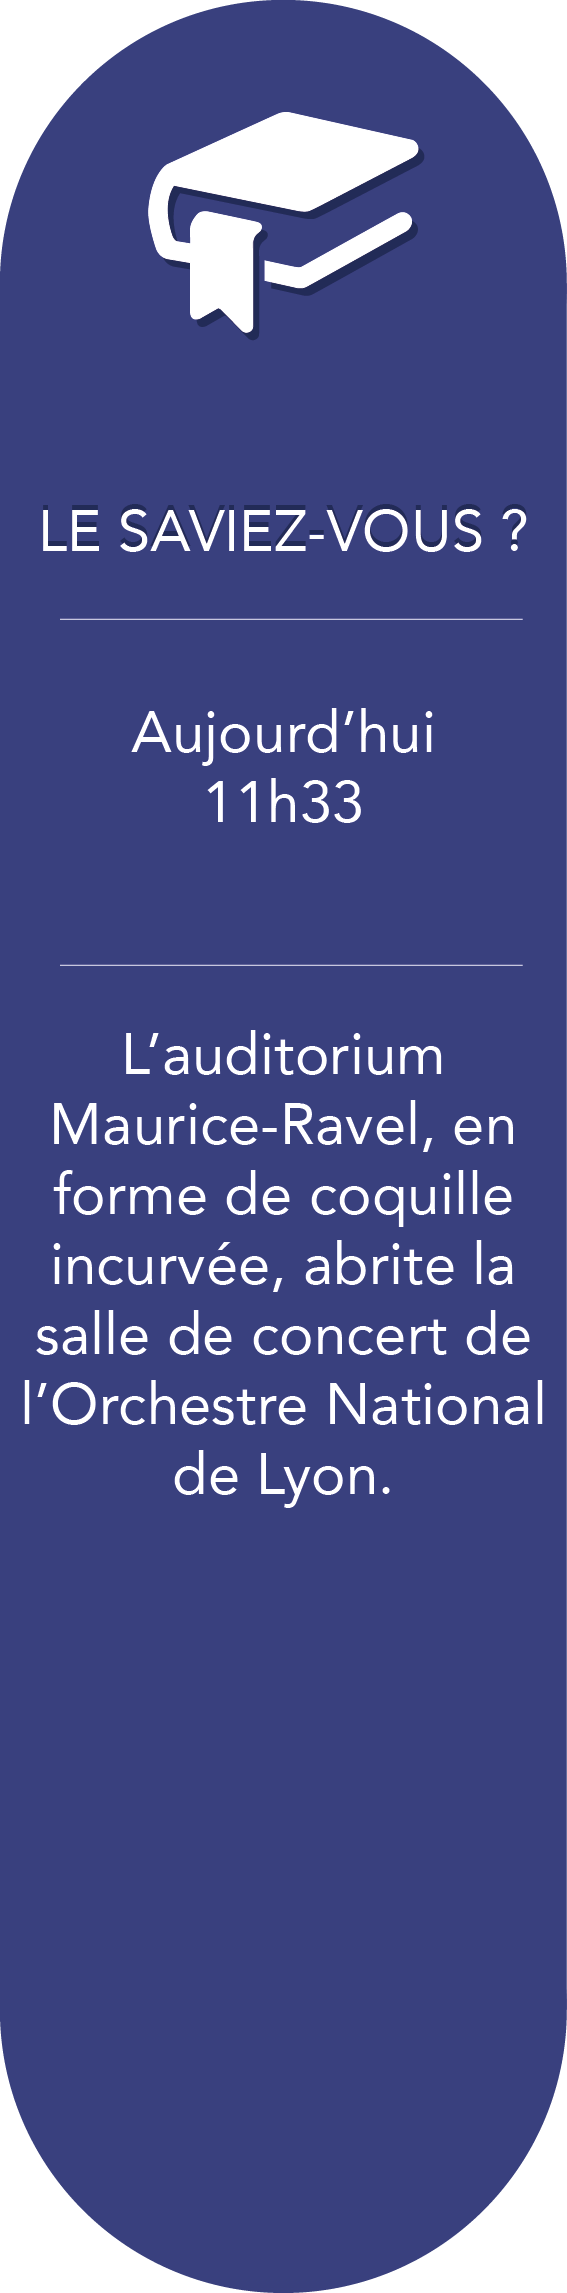 LE SAVIEZ-VOUS ?
Aujourd’hui
11h33
L’auditorium
Maurice-Ravel, en
forme de coquille
incurvée, abrite la
salle de concert de
l’Orchestre National
de Lyon.